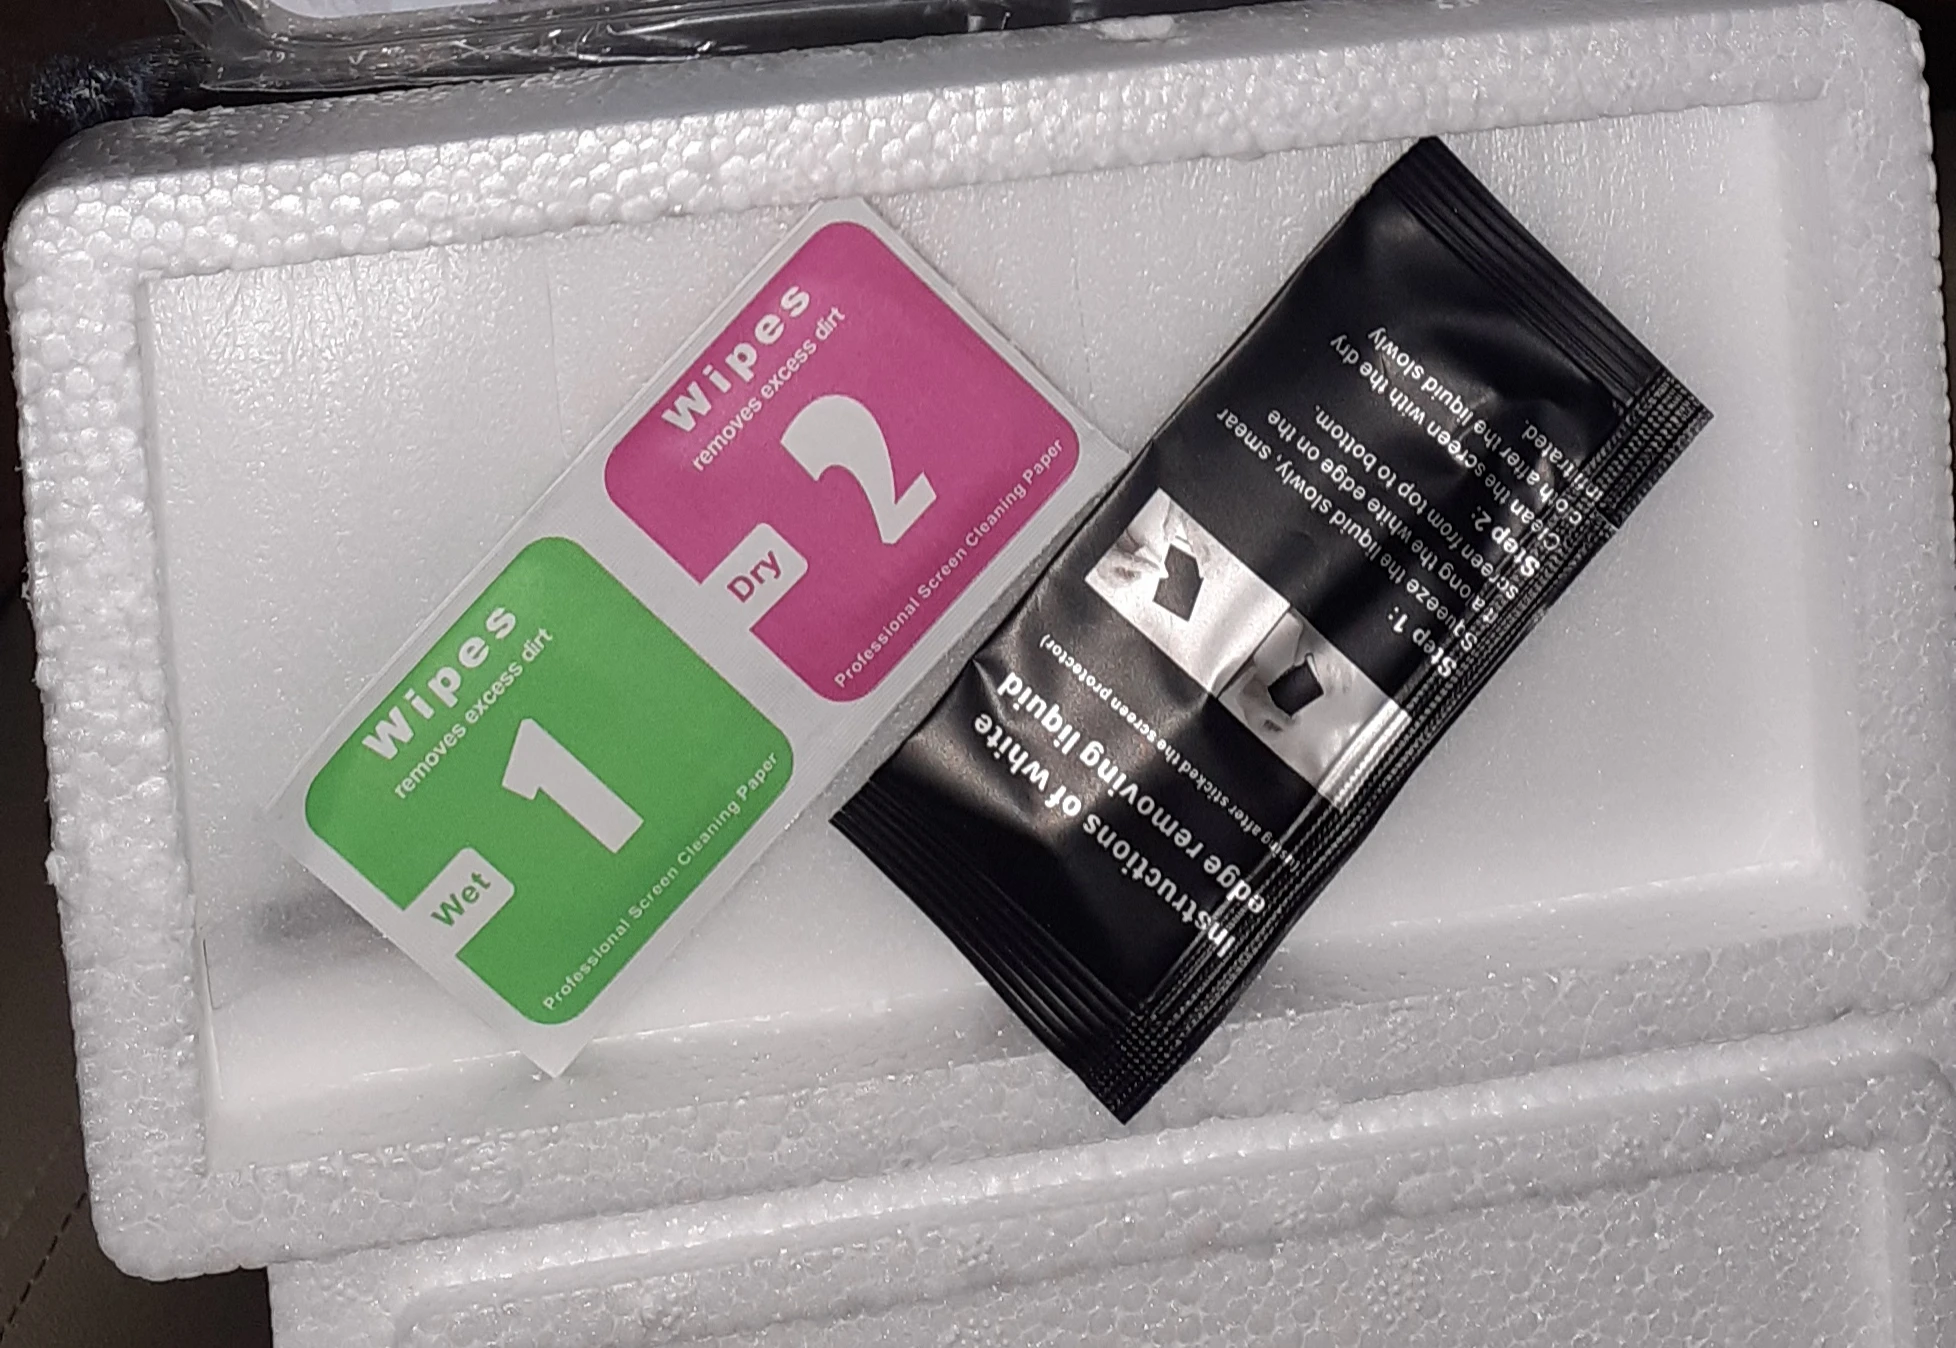 Wipes
removes excess dirt
1
Wet
Professional Screen Cleaning Paper
Wipes
removes excess dirt
2
Dry
Professional Screen Cleaning Paper
Instructions of white
edge removing liquid
(using after sticked the screen protector)
Step 1:
Squeeze the liquid slowly, smear
it along the white edge on the
screen from top to bottom.
Step 2:
Clean the screen with the dry
cloth after the liquid slowly
infiltrated.